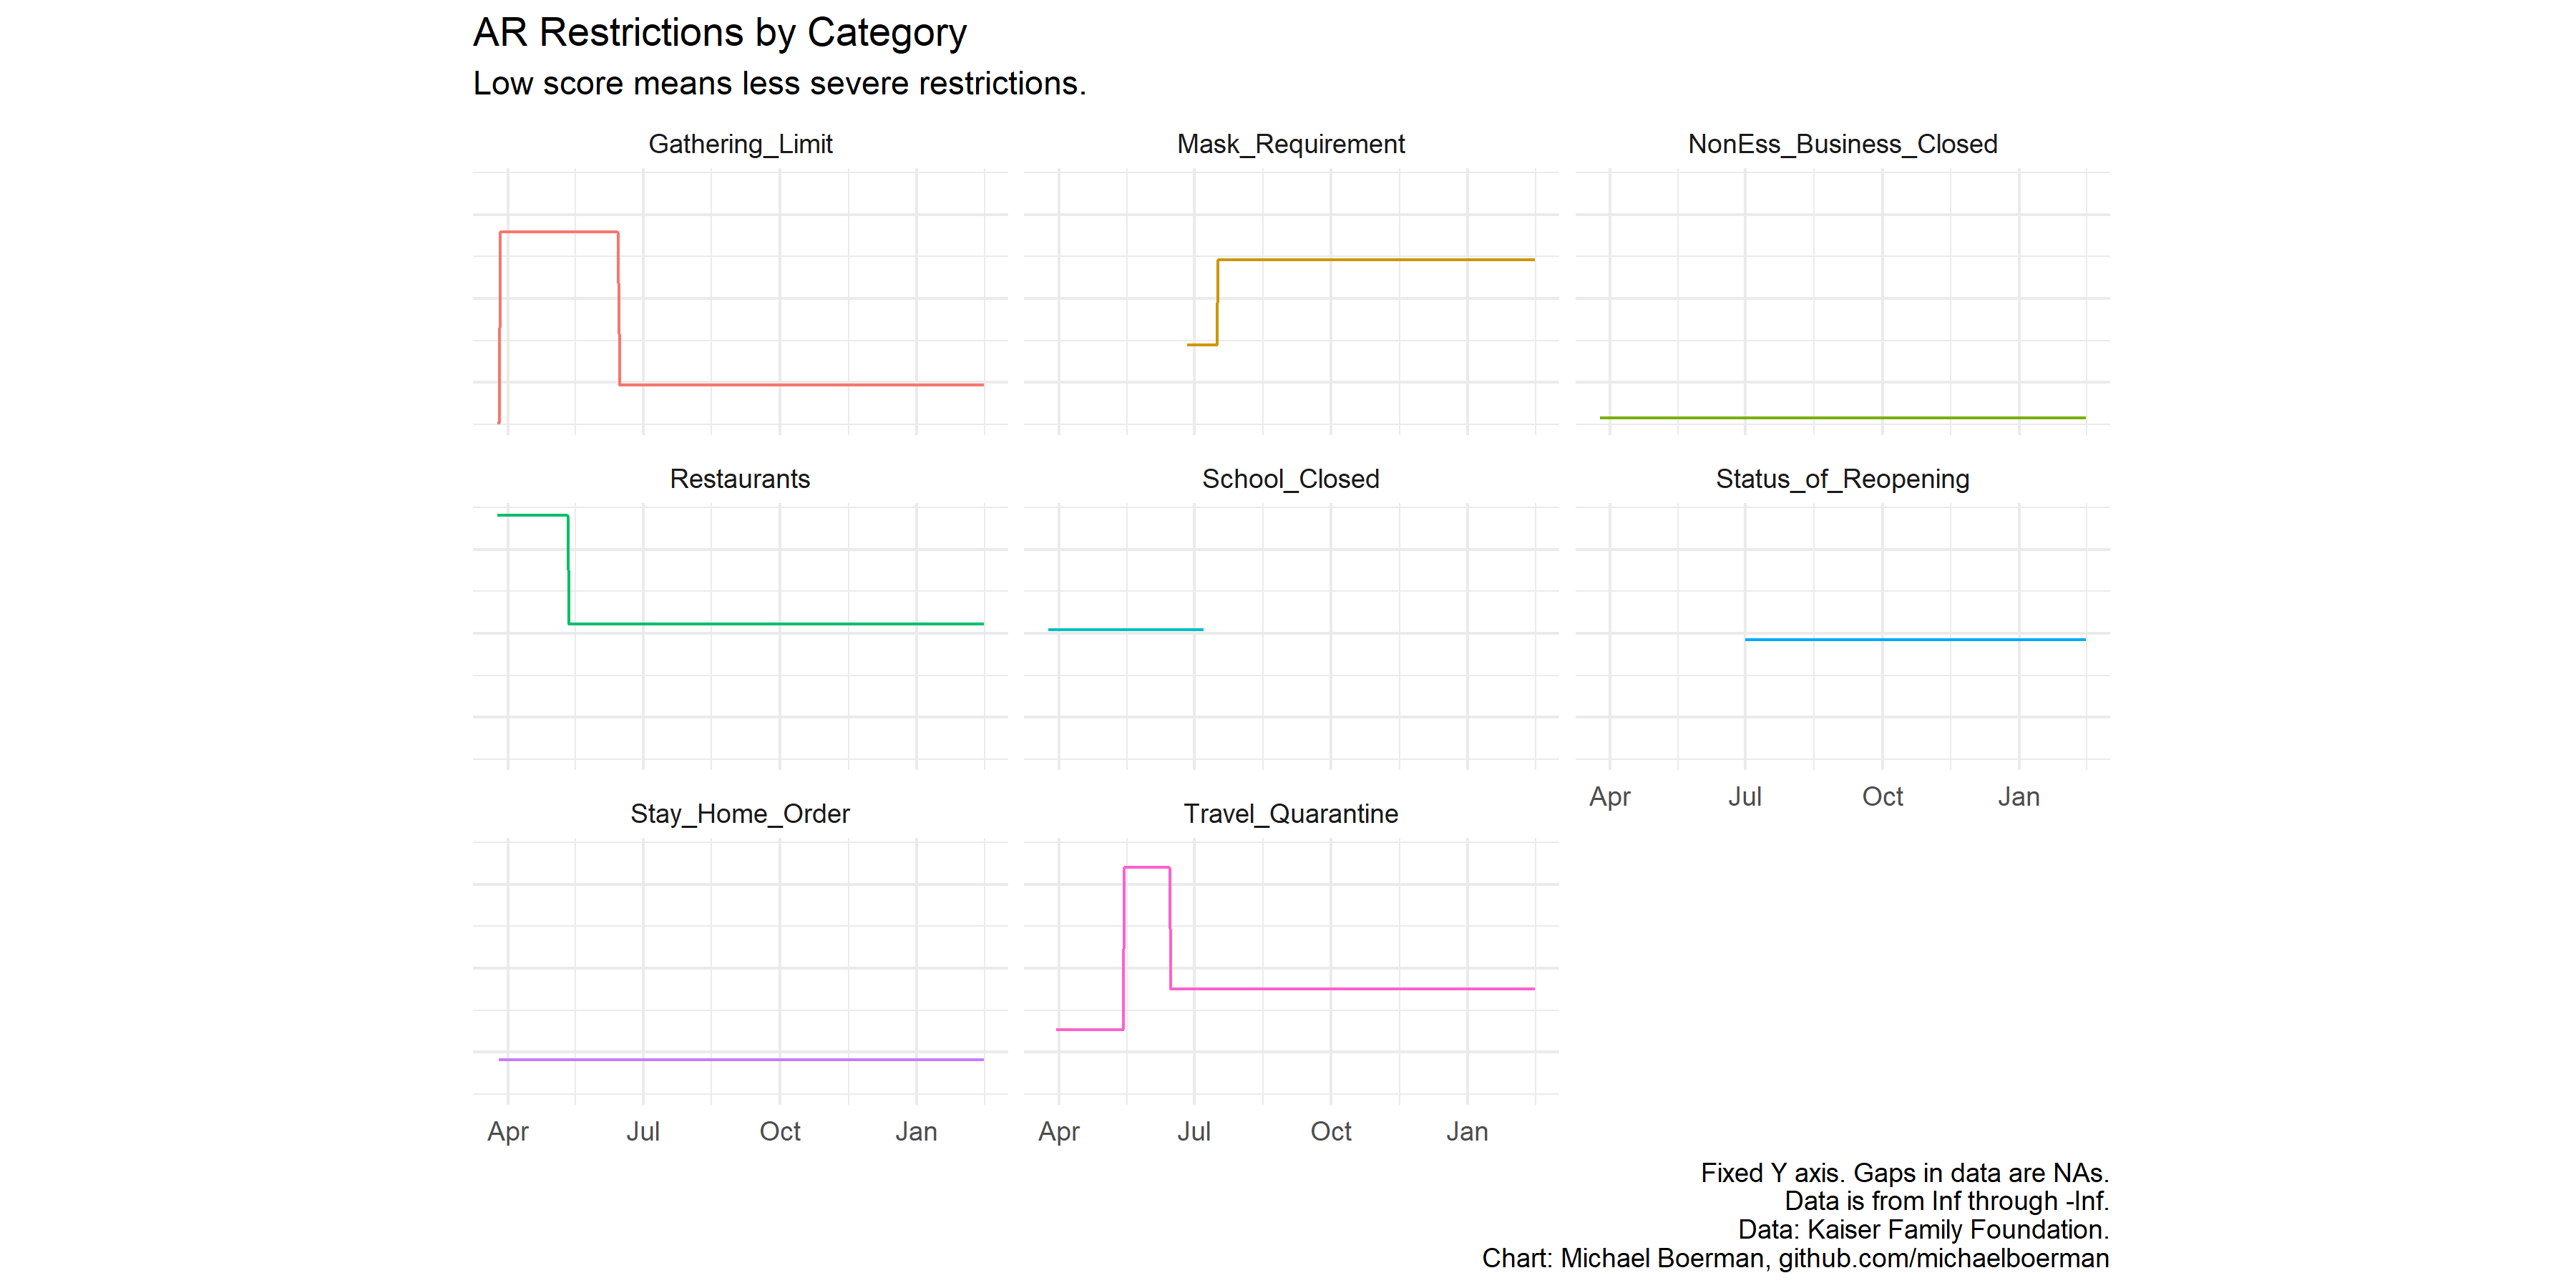 AR Restrictions by Category
Low score means less severe restrictions.
Gathering_Limit
Mask_Requirement
NonEss_Business_Closed
Restaurants
School_Closed
Status_of_Reopening
Apr Jul Oct Jan
Stay_Home_Order
Travel_Quarantine
Apr Jul Oct Jan
Apr Jul Oct Jan
Fixed Y axis. Gaps in data are NAs.
Data is from Inf through -Inf.
Data: Kaiser Family Foundation.
Chart: Michael Boerman, github.com/michaelboerman